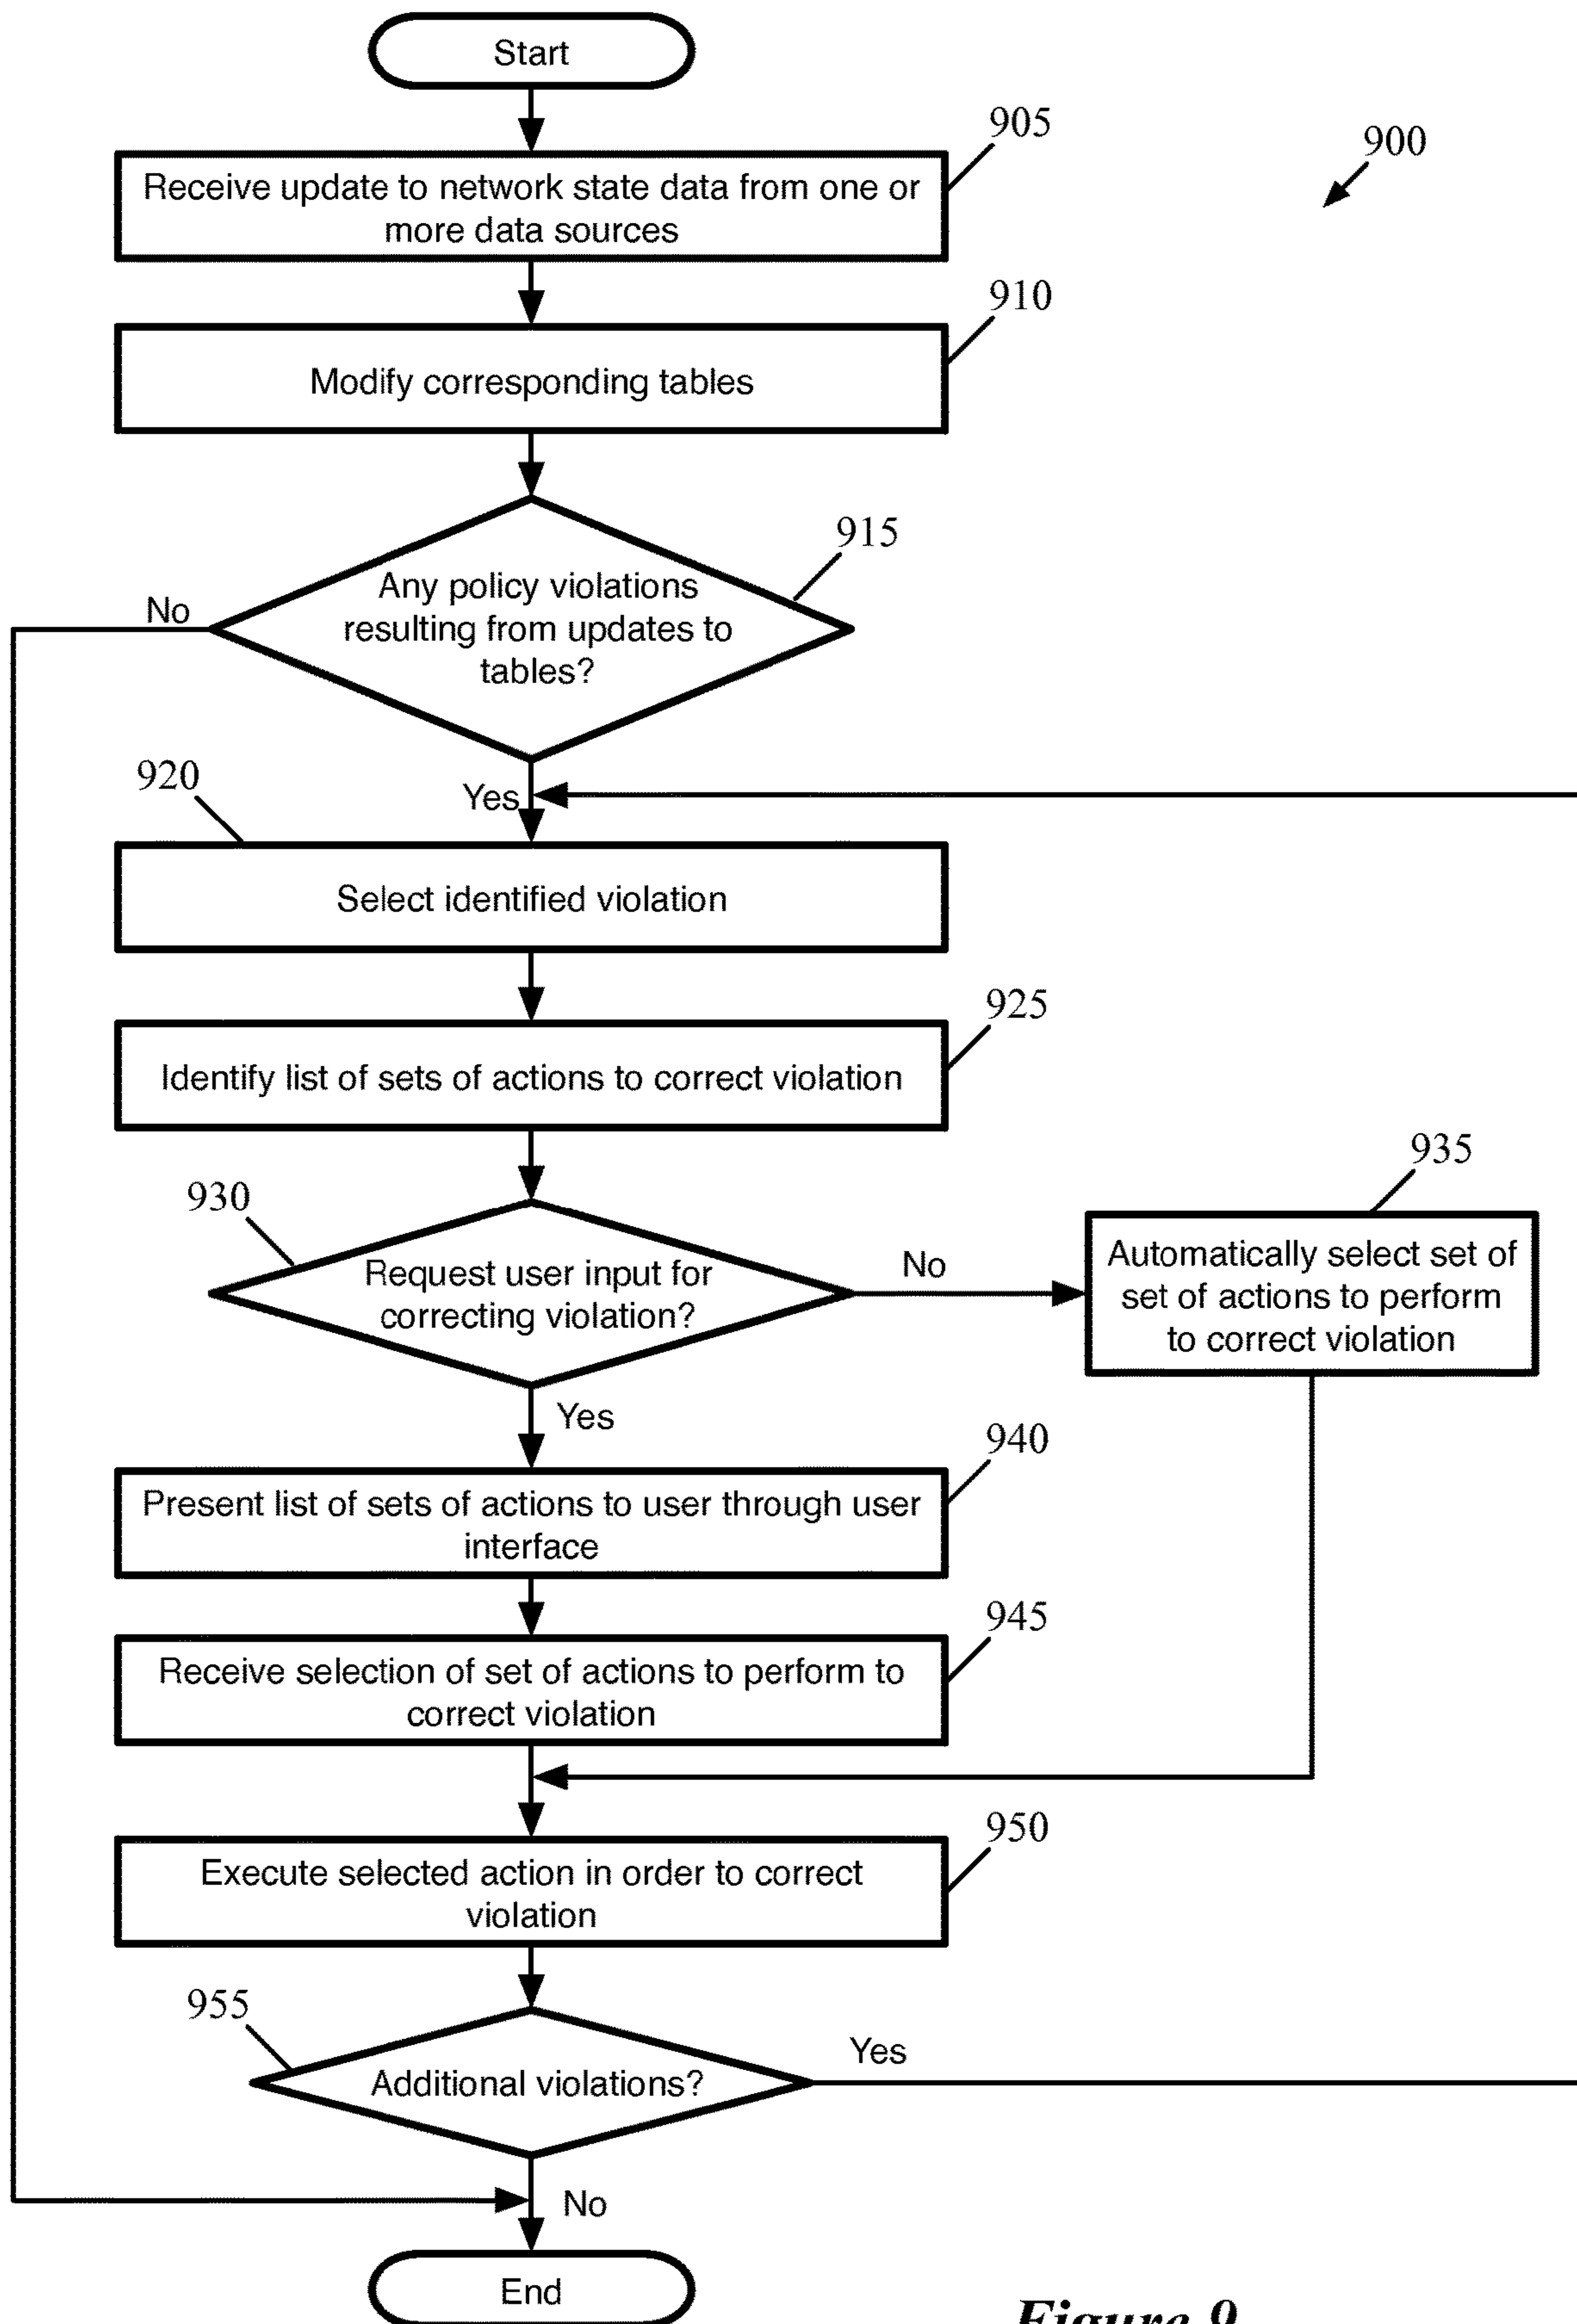 Start
905
900
Receive update to network state data from one or
more data sources
910
Modify corresponding tables
915
Any policy violations
resulting from updates to
tables?
No
920
Yes
Select identified violation
925
Identify list of sets of actions to correct violation
935
930
Request user input for
correcting violation?
No
Automatically select set of
set of actions to perform
to correct violation
Yes
940
Present list of sets of actions to user through user
interface
945
Receive selection of set of actions to perform to
correct violation
950
Execute selected action in order to correct
violation
955
Additional violations?
Yes
No
End
Figure 9